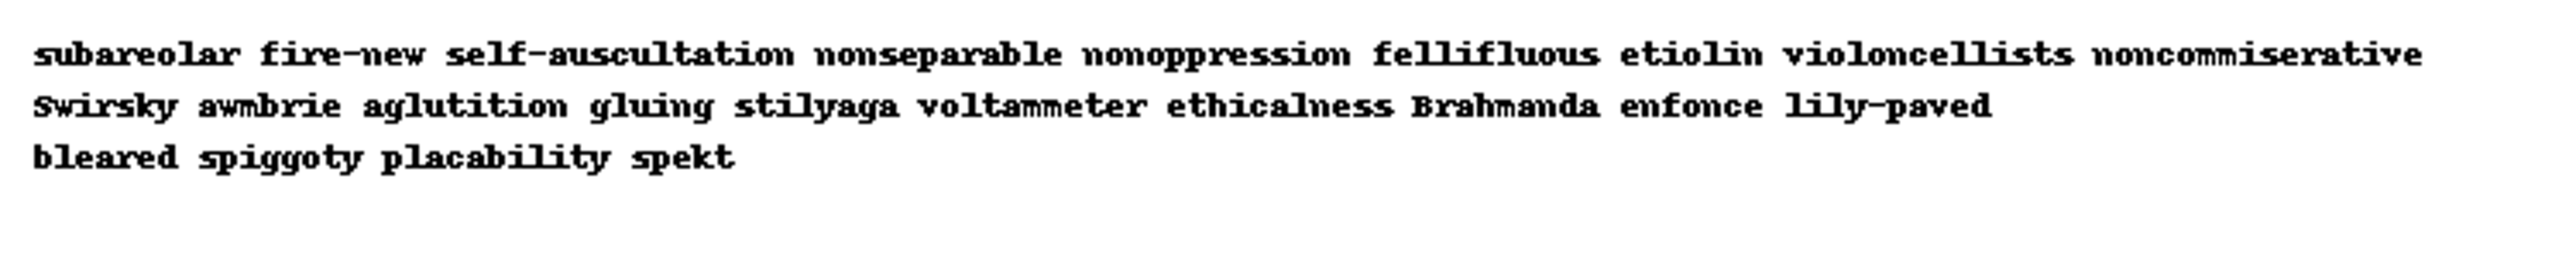 subareolar fire-new self-auscultation nonseparable nonoppression fellifluous etiolin violoncellists noncommiserative
Swirsky awmbrie aglutition gluing stilyaga voltammeter ethicalness Brahmanda enfonce lily-paved
bleared spiggoty placability spekt